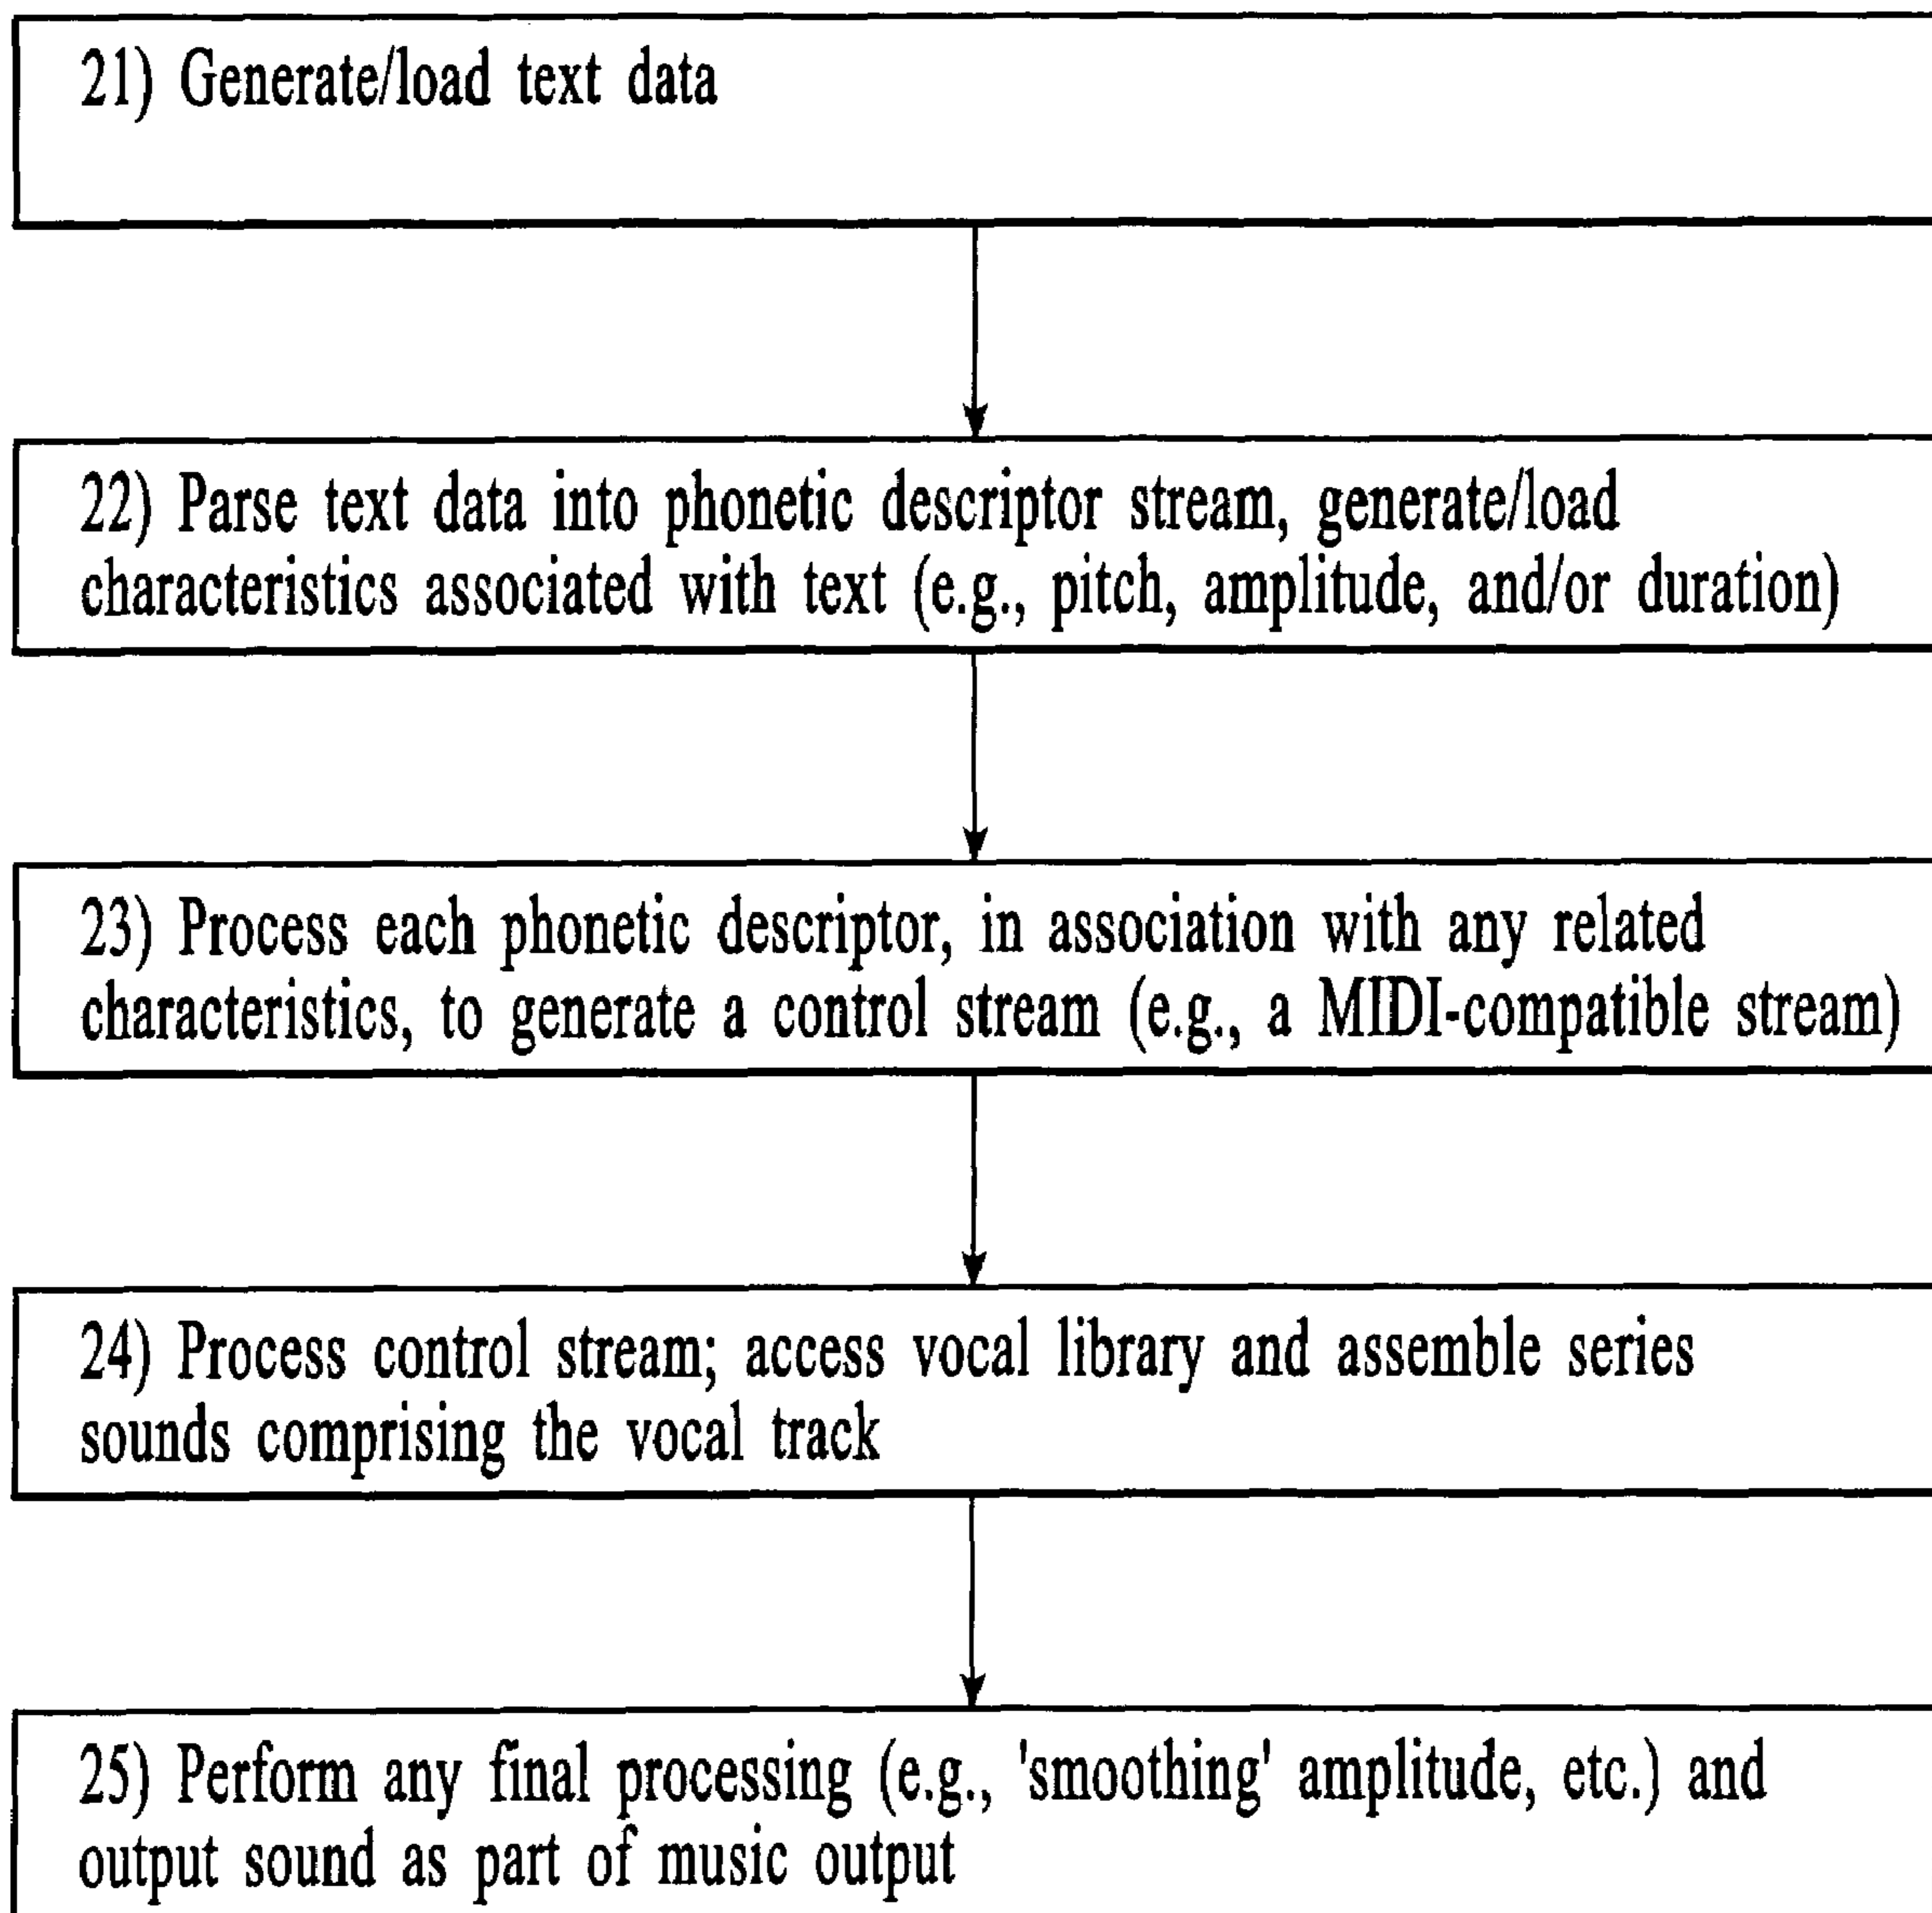 21) Generate/load text data
22) Parse text data into phonetic descriptor stream, generate/load
characteristics associated with text (e.g., pitch, amplitude, and/or duration)
23) Process each phonetic descriptor, in association with any related
characteristics, to generate a control stream (e.g., a MIDI-compatible stream)
24) Process control stream; access vocal library and assemble series
sounds comprising the vocal track
25) Perform any final processing (e.g., 'smoothing' amplitude, etc.) and
output sound as part of music output